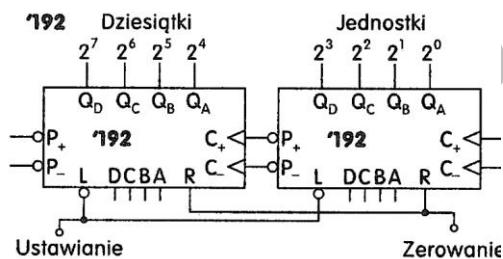 '192 Dziesiątki Jednostki
2⁷ 2⁶ 2⁵ 2⁴ 2³ 2² 2¹ 2⁰
Q_D Q_C Q_B Q_A Q_D Q_C Q_B Q_A
P₊ '192 C₊ P₊ '192 C₊
P₋ C₋ P₋ C₋
L DCBA R L DCBA R
Ustawianie Zerowanie